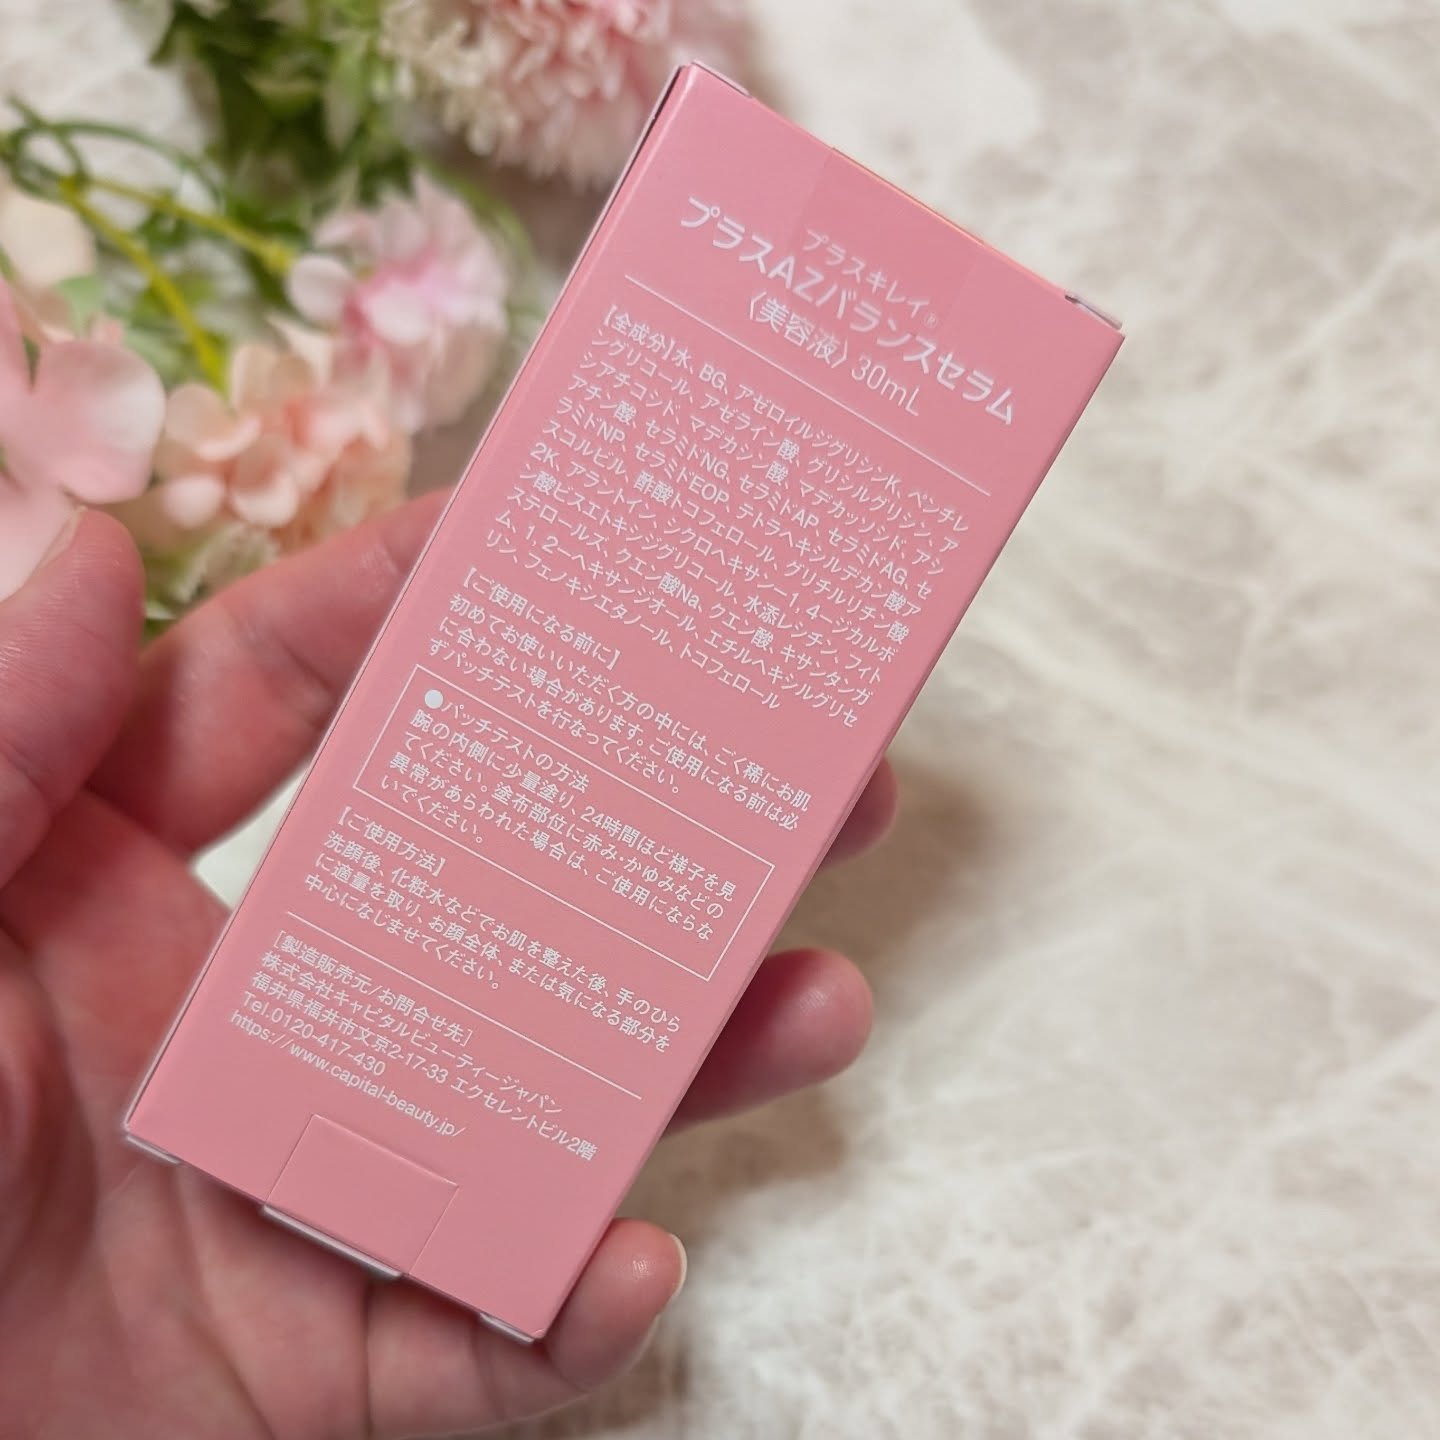 プラスキレイ®
プラスAZバランスセラム
〈美容液〉30mL
【全成分】水、BG、アゼロイルジグリシンK、ペンチレ
ングリコール、アゼライン酸、グリシルグリシン、ア
シアチコシド、マデカシン酸、マデカッソシド、アシ
アチン酸、セラミドNG、セラミドAP、セラミドAG、セ
ラミドNP、セラミドEOP、テトラヘキシルデカン酸ア
スコルビル、酢酸トコフェロール、グリチルリチン酸
2K、アラントイン、シクロヘキサン-1,4-ジカルボ
ン酸ビスエトキシジグリコール、水添レシチン、フィト
ステロールズ、クエン酸Na、クエン酸、キサンタンガ
ム、1,2-ヘキサンジオール、エチルヘキシルグリセ
リン、フェノキシエタノール、トコフェロール
【ご使用になる前に】
初めてお使いいただく方の中には、ごく稀にお肌
に合わない場合があります。ご使用になる前は必
ずパッチテストを行なってください。
●パッチテストの方法
腕の内側に少量塗り、24時間ほど様子を見
てください。塗布部位に赤み・かゆみなどの
異常があらわれた場合は、ご使用にならな
いでください。
【ご使用方法】
洗顔後、化粧水などでお肌を整えた後、手のひら
に適量を取り、お顔全体、または気になる部分を
中心になじませてください。
[製造販売元/お問合せ先]
株式会社キャピタルビューティージャパン
福井県福井市文京2-17-33 エクセレントビル2階
Tel.0120-417-430
https://www.capital-beauty.jp/